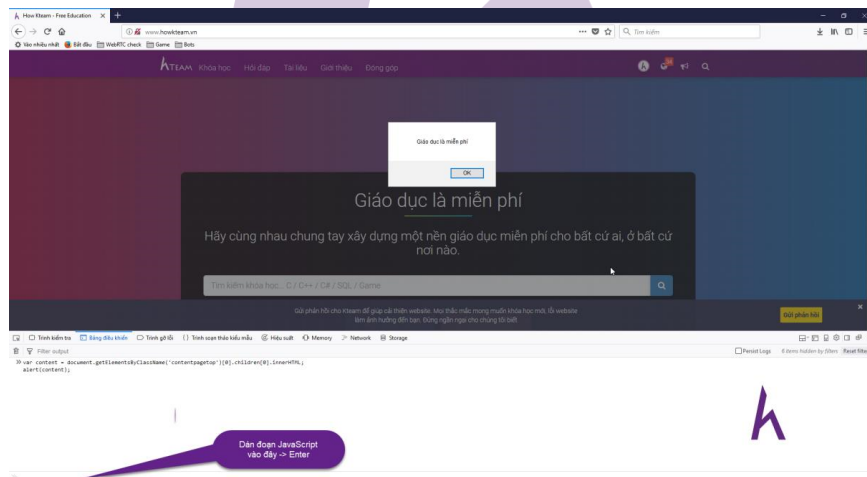 How Kteam - Free Education
www.howkteam.vn
Tìm kiếm
Vào nhiều nhất Bắt đầu WebRTC check Game Bots
KTEAM Khóa học Hỏi đáp Tài liệu Giới thiệu Đóng góp
Giáo dục là miễn phí
OK
Giáo dục là miễn phí
Hãy cùng nhau chung tay xây dựng một nền giáo dục miễn phí cho bất cứ ai, ở bất cứ
nơi nào.
Tìm kiếm khóa học... C / C++ / C# / SQL / Game
Gửi phản hồi cho Kteam để giúp cải thiện website. Mọi thắc mắc mong muốn khóa học mới, lỗi website
làm ảnh hưởng đến bạn. Đừng ngần ngại cho chúng tôi biết
Gửi phản hồi
Trình kiểm tra Bảng điều khiển Trình gỡ lỗi Trình soạn thảo kiểu mẫu Hiệu suất Memory Network Storage
Filter output Persist Logs 6 items hidden by filters Reset filters
var content = document.getElementsByClassName('contentpagetop')[0].children[0].innerHTML;
alert(content);
Dán đoạn JavaScript
vào đây -> Enter